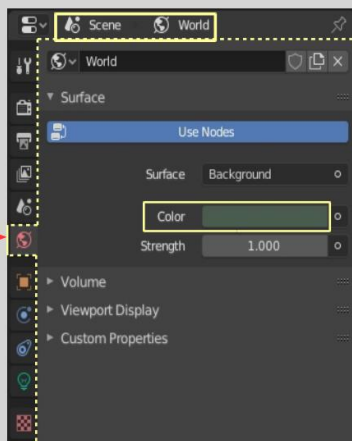 Scene World
World
Surface
Use Nodes
Surface Background
Color
Strength 1.000
Volume
Viewport Display
Custom Properties